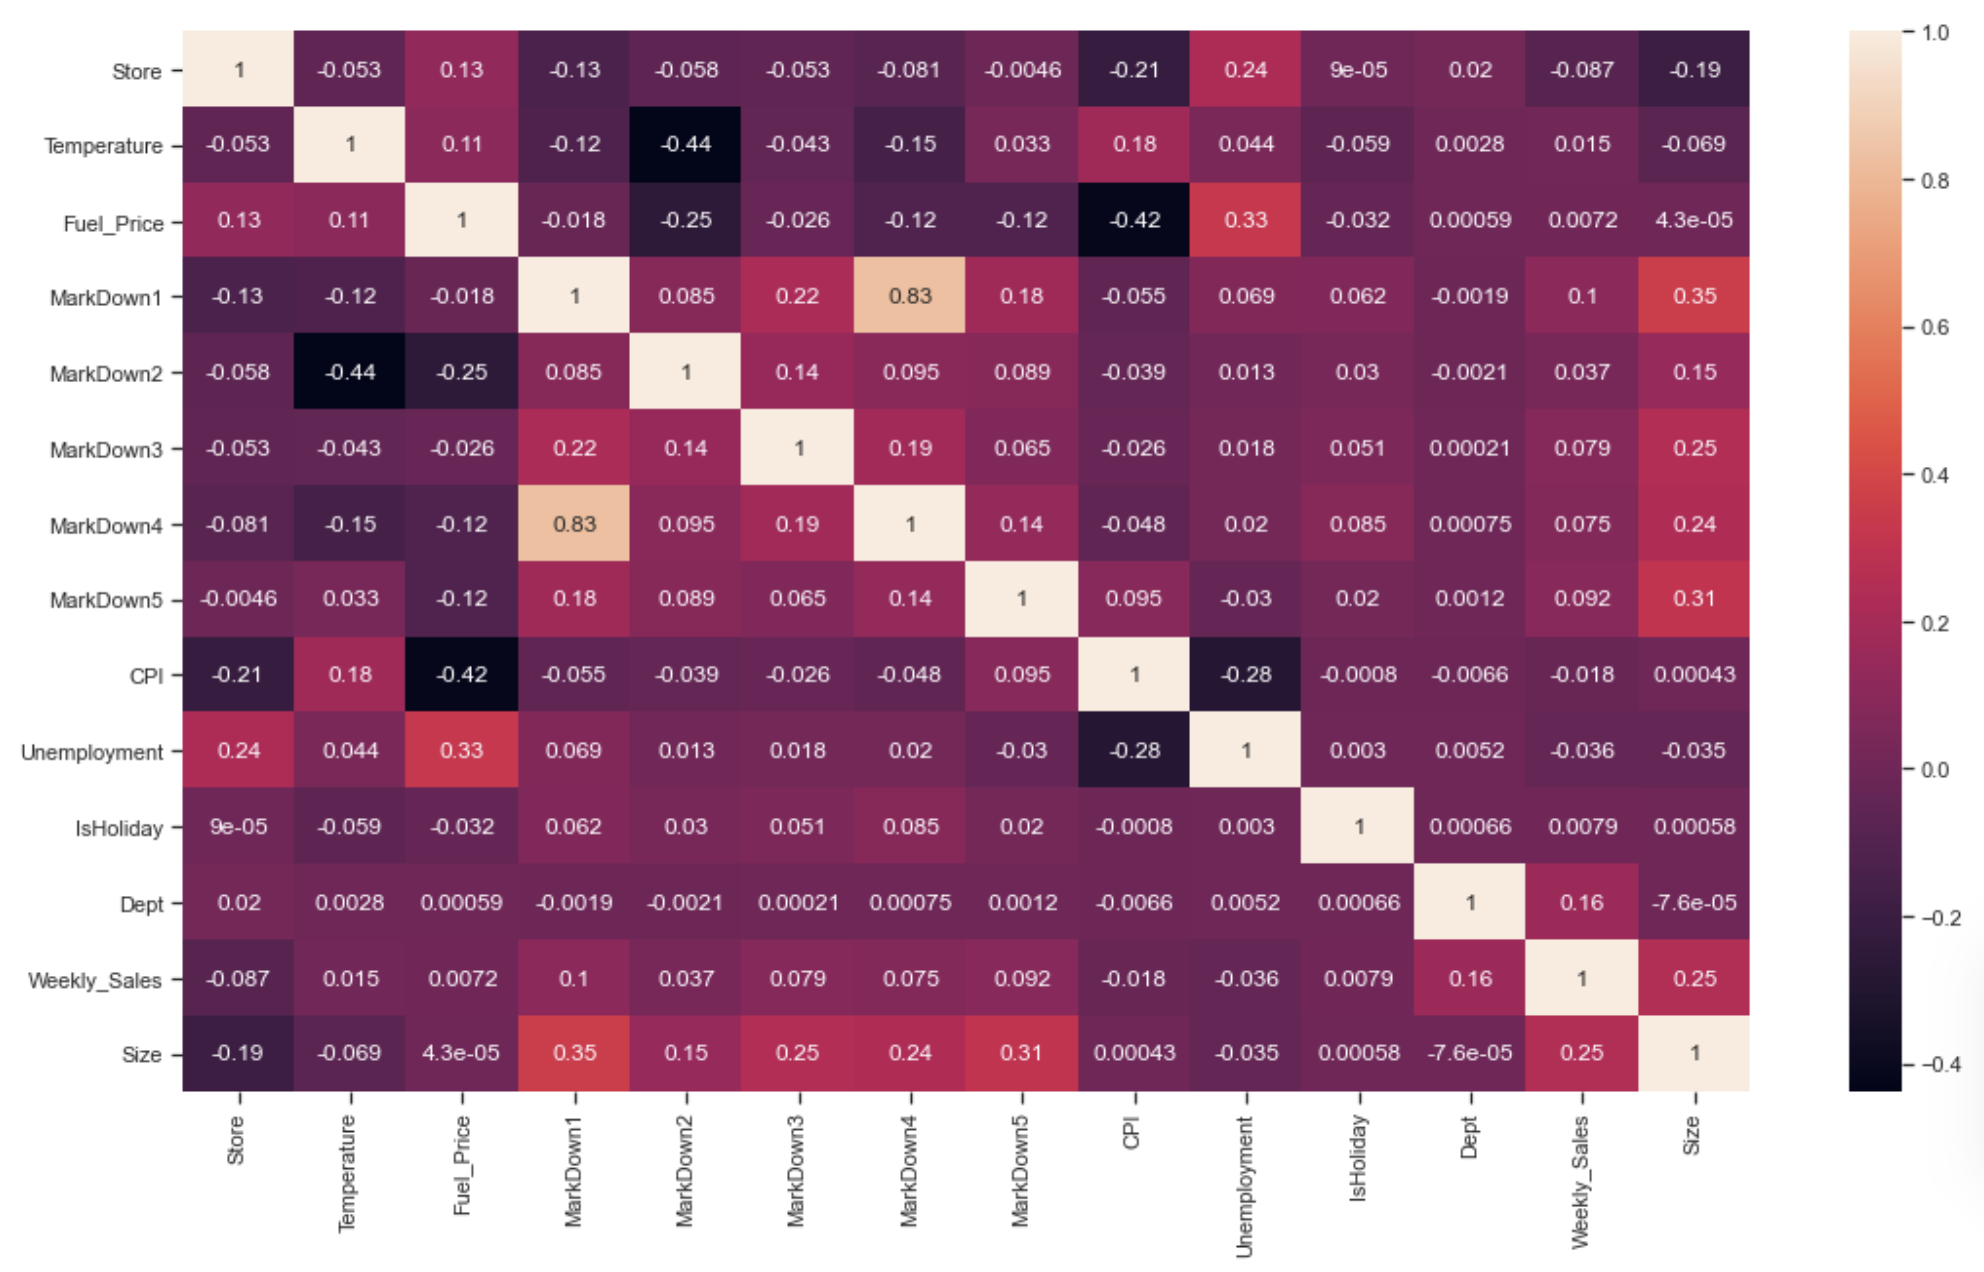 Store 1 -0.053 0.13 -0.13 -0.058 -0.053 -0.081 -0.0046 -0.21 0.24 9e-05 0.02 -0.087 -0.19
Temperature -0.053 1 0.11 -0.12 -0.44 -0.043 -0.15 0.033 0.18 0.044 -0.059 0.0028 0.015 -0.069
Fuel_Price 0.13 0.11 1 -0.018 -0.25 -0.026 -0.12 -0.12 -0.42 0.33 -0.032 0.00059 0.0072 4.3e-05
MarkDown1 -0.13 -0.12 -0.018 1 0.085 0.22 0.83 0.18 -0.055 0.069 0.062 -0.0019 0.1 0.35
MarkDown2 -0.058 -0.44 -0.25 0.085 1 0.14 0.095 0.089 -0.039 0.013 0.03 -0.0021 0.037 0.15
MarkDown3 -0.053 -0.043 -0.026 0.22 0.14 1 0.19 0.065 -0.026 0.018 0.051 0.00021 0.079 0.25
MarkDown4 -0.081 -0.15 -0.12 0.83 0.095 0.19 1 0.14 -0.048 0.02 0.085 0.00075 0.075 0.24
MarkDown5 -0.0046 0.033 -0.12 0.18 0.089 0.065 0.14 1 0.095 -0.03 0.02 0.0012 0.092 0.31
CPI -0.21 0.18 -0.42 -0.055 -0.039 -0.026 -0.048 0.095 1 -0.28 -0.0008 -0.0066 -0.018 0.00043
Unemployment 0.24 0.044 0.33 0.069 0.013 0.018 0.02 -0.03 -0.28 1 0.003 0.0052 -0.036 -0.035
IsHoliday 9e-05 -0.059 -0.032 0.062 0.03 0.051 0.085 0.02 -0.0008 0.003 1 0.00066 0.0079 0.00058
Dept 0.02 0.0028 0.00059 -0.0019 -0.0021 0.00021 0.00075 0.0012 -0.0066 0.0052 0.00066 1 0.16 -7.6e-05
Weekly_Sales -0.087 0.015 0.0072 0.1 0.037 0.079 0.075 0.092 -0.018 -0.036 0.0079 0.16 1 0.25
Size -0.19 -0.069 4.3e-05 0.35 0.15 0.25 0.24 0.31 0.00043 -0.035 0.00058 -7.6e-05 0.25 1
Store
Temperature
Fuel_Price
MarkDown1
MarkDown2
MarkDown3
MarkDown4
MarkDown5
CPI
Unemployment
IsHoliday
Dept
Weekly_Sales
Size
1.0
0.8
0.6
0.4
0.2
0.0
−0.2
−0.4